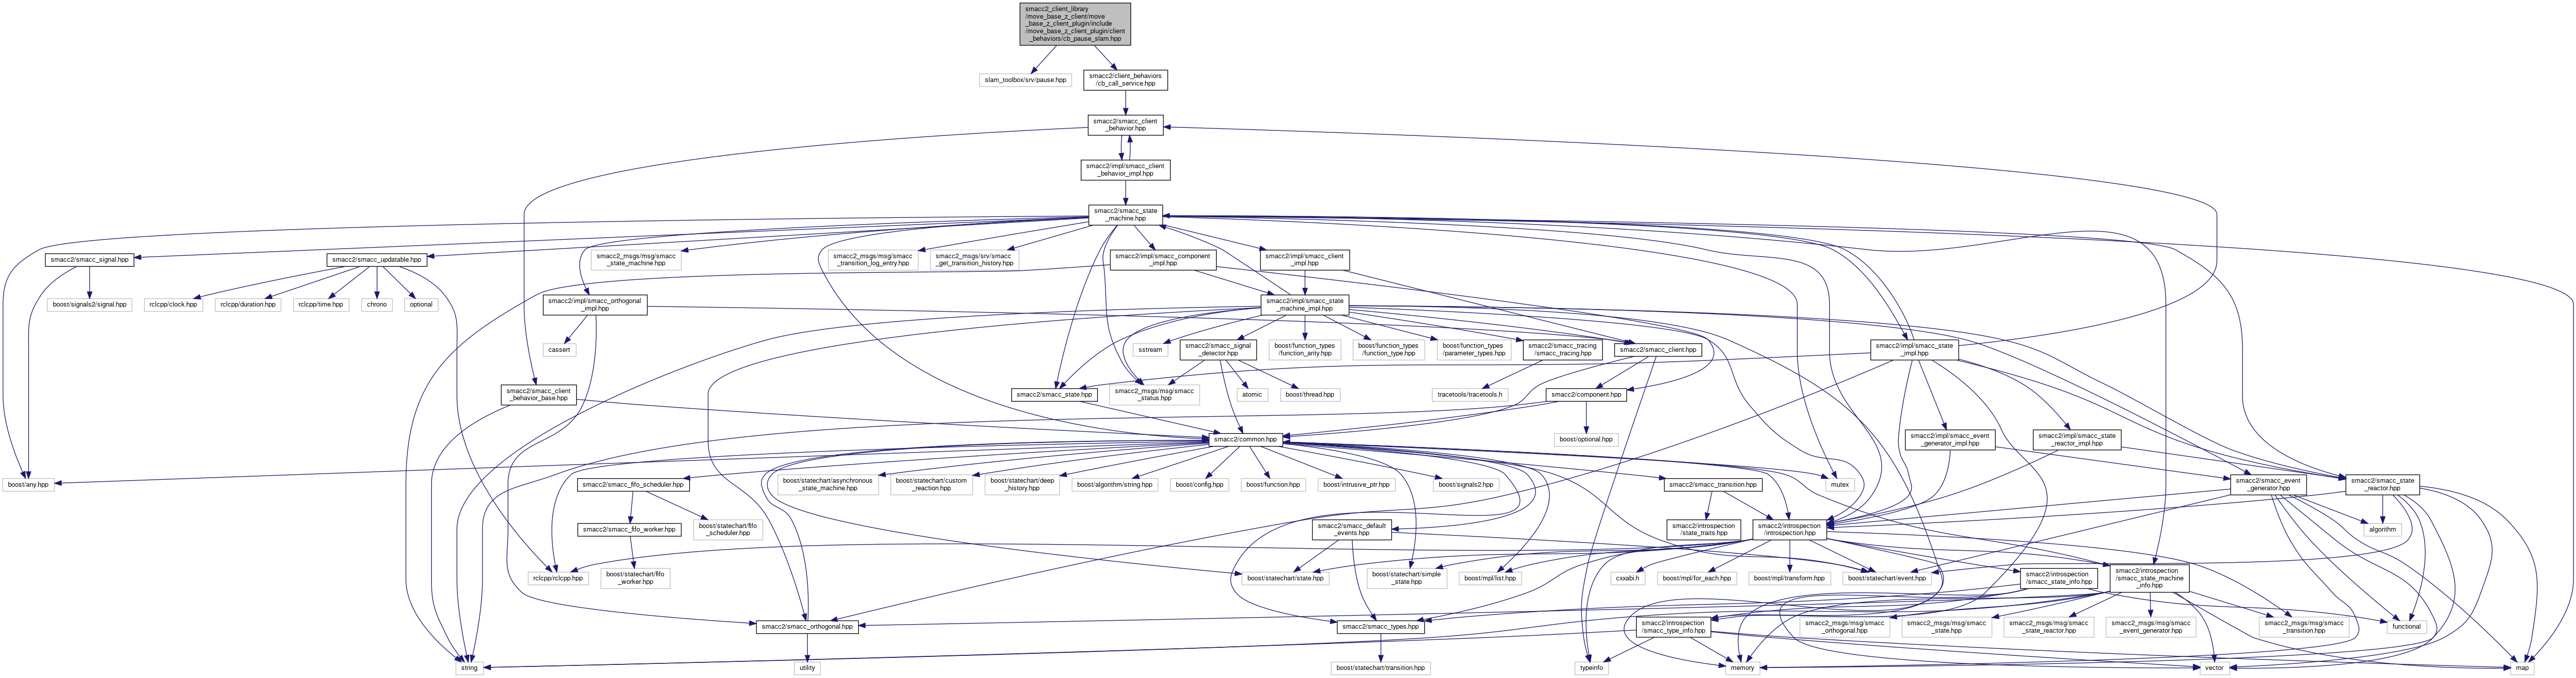 smacc2_client_library
/move_base_z_client/move
_base_z_client_plugin/include
/move_base_z_client_plugin/client
_behaviors/cb_pause_slam.hpp
slam_toolbox/srv/pause.hpp
smacc2/client_behaviors
/cb_call_service.hpp
smacc2/smacc_client
_behavior.hpp
smacc2/impl/smacc_client
_behavior_impl.hpp
smacc2/smacc_state
_machine.hpp
smacc2/smacc_signal.hpp
smacc2/smacc_updatable.hpp
smacc2_msgs/msg/smacc
_state_machine.hpp
smacc2_msgs/msg/smacc
_transition_log_entry.hpp
smacc2_msgs/srv/smacc
_get_transition_history.hpp
smacc2/impl/smacc_component
_impl.hpp
smacc2/impl/smacc_client
_impl.hpp
boost/signals2/signal.hpp
rclcpp/clock.hpp
rclcpp/duration.hpp
rclcpp/time.hpp
chrono
optional
smacc2/impl/smacc_orthogonal
_impl.hpp
smacc2/impl/smacc_state
_machine_impl.hpp
cassert
sstream
smacc2/smacc_signal
_detector.hpp
boost/function_types
/function_arity.hpp
boost/function_types
/function_type.hpp
boost/function_types
/parameter_types.hpp
smacc2/smacc_tracing
/smacc_tracing.hpp
smacc2/smacc_client.hpp
smacc2/impl/smacc_state
_impl.hpp
smacc2/smacc_client
_behavior_base.hpp
smacc2/smacc_state.hpp
smacc2_msgs/msg/smacc
_status.hpp
atomic
boost/thread.hpp
tracetools/tracetools.h
smacc2/component.hpp
smacc2/common.hpp
boost/optional.hpp
smacc2/impl/smacc_event
_generator_impl.hpp
smacc2/impl/smacc_state
_reactor_impl.hpp
boost/any.hpp
smacc2/smacc_fifo_scheduler.hpp
boost/statechart/asynchronous
_state_machine.hpp
boost/statechart/custom
_reaction.hpp
boost/statechart/deep
_history.hpp
boost/algorithm/string.hpp
boost/config.hpp
boost/function.hpp
boost/intrusive_ptr.hpp
boost/signals2.hpp
smacc2/smacc_transition.hpp
mutex
smacc2/smacc_event
_generator.hpp
smacc2/smacc_state
_reactor.hpp
smacc2/smacc_fifo_worker.hpp
boost/statechart/fifo
_scheduler.hpp
smacc2/smacc_default
_events.hpp
smacc2/introspection
/state_traits.hpp
smacc2/introspection
/introspection.hpp
algorithm
rclcpp/rclcpp.hpp
boost/statechart/fifo
_worker.hpp
boost/statechart/state.hpp
boost/statechart/simple
_state.hpp
boost/mpl/list.hpp
cxxabi.h
boost/mpl/for_each.hpp
boost/mpl/transform.hpp
boost/statechart/event.hpp
smacc2/introspection
/smacc_state_info.hpp
smacc2/introspection
/smacc_state_machine
_info.hpp
smacc2/smacc_orthogonal.hpp
smacc2/smacc_types.hpp
smacc2/introspection
/smacc_type_info.hpp
smacc2_msgs/msg/smacc
_orthogonal.hpp
smacc2_msgs/msg/smacc
_state.hpp
smacc2_msgs/msg/smacc
_state_reactor.hpp
smacc2_msgs/msg/smacc
_event_generator.hpp
smacc2_msgs/msg/smacc
_transition.hpp
functional
string
utility
boost/statechart/transition.hpp
typeinfo
memory
vector
map